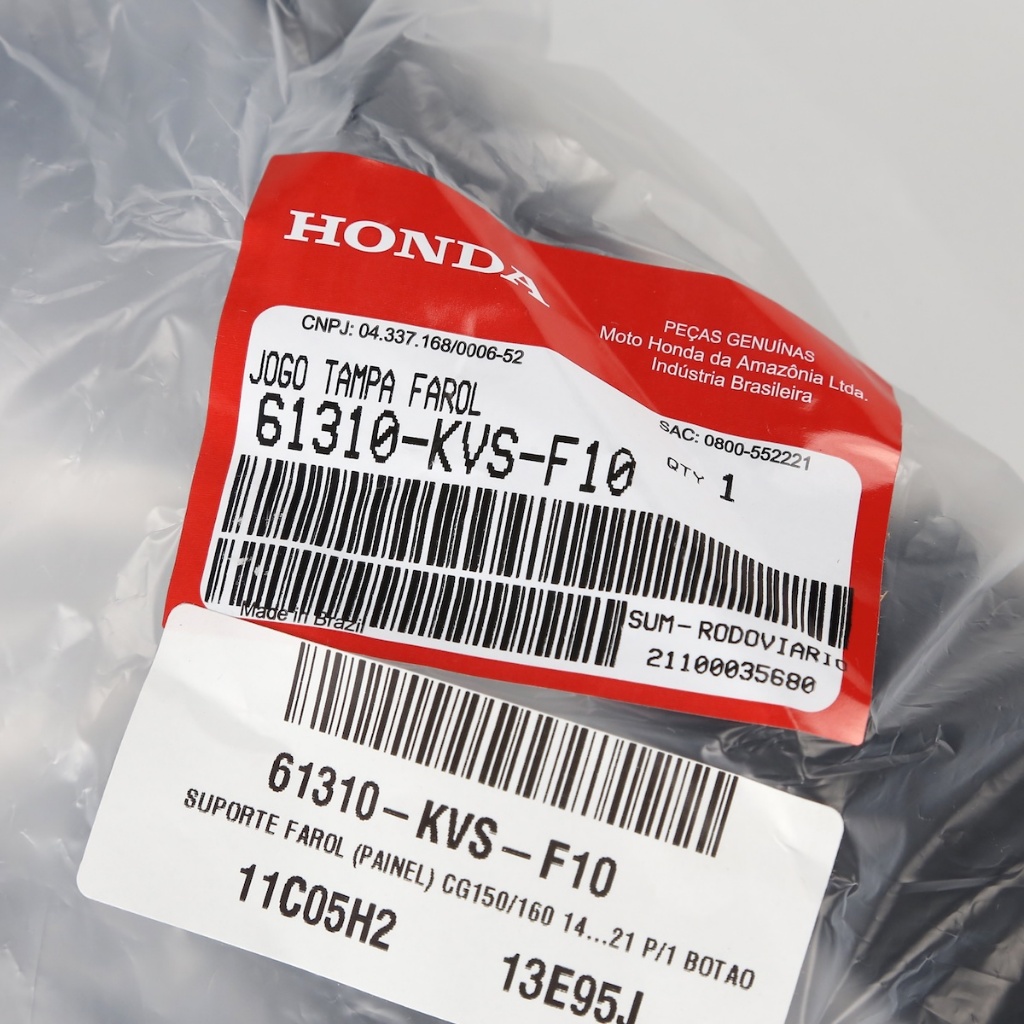 HONDA
PEÇAS GENUÍNAS
Moto Honda da Amazônia Ltda.
Indústria Brasileira
CNPJ: 04.337.168/0006-52
SAC: 0800-552221
JOGO TAMPA FAROL
61310-KVS-F10
QTY 1
Made in Brazil
SUM-RODOVIARIO
21100035680
61310-KVS-F10
SUPORTE FAROL (PAINEL) CG150/160 14...21 P/1 BOTAO
11C05H2
13E95J